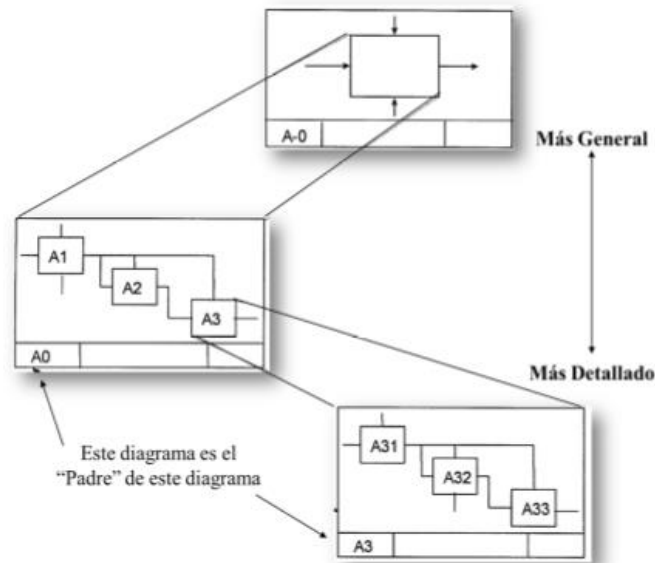 A-0
Más General
A1
A2
A3
A0
Más Detallado
Este diagrama es el
“Padre” de este diagrama
A31
A32
A33
A3